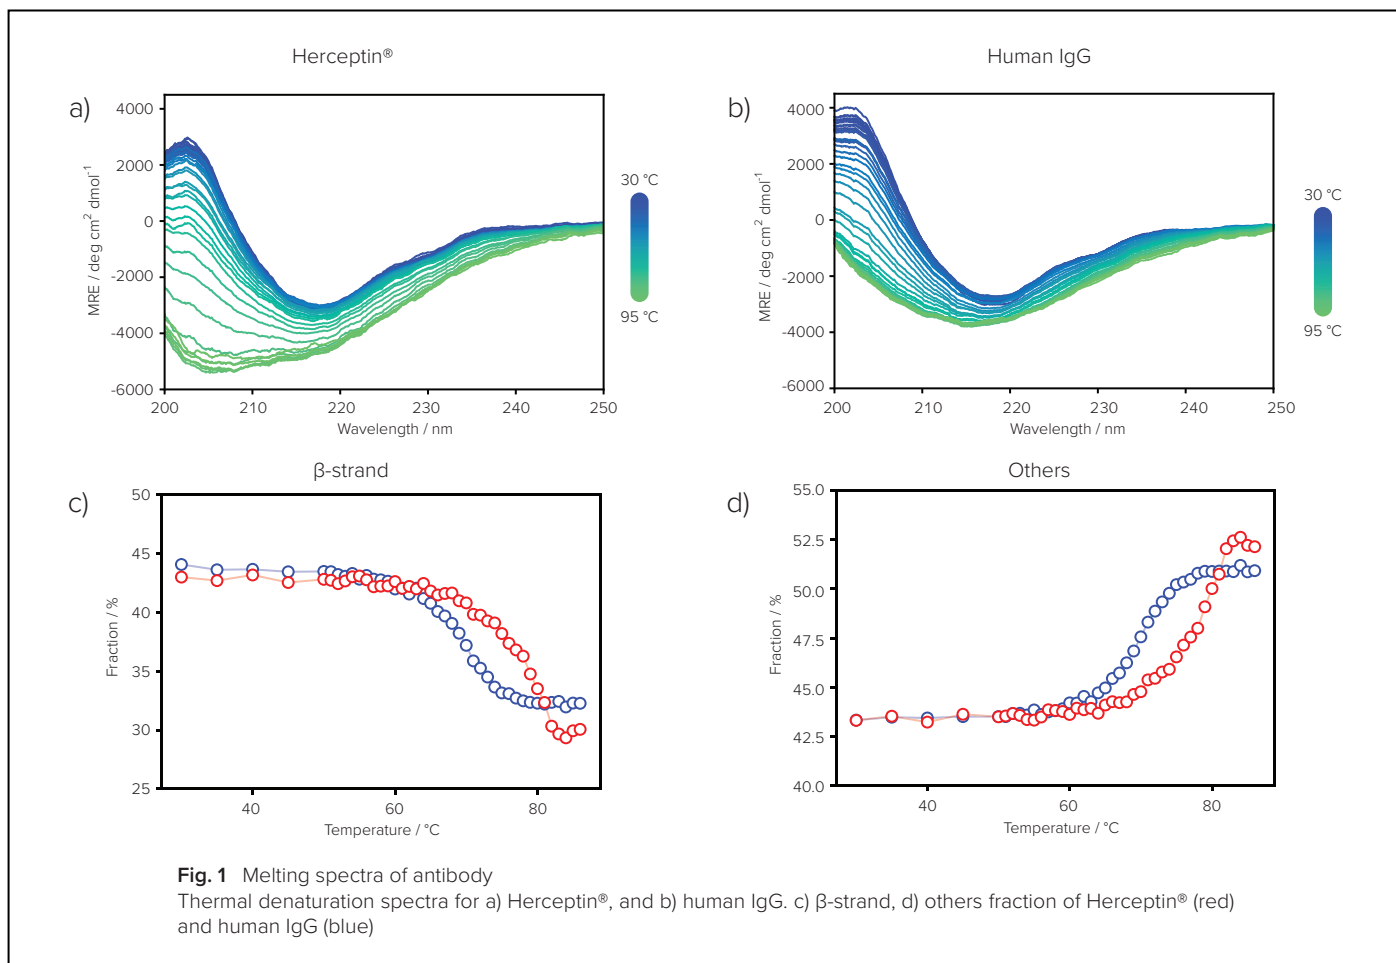 Herceptin®
Human IgG
a)
4000
2000
0
-2000
-4000
-6000
MRE / deg cm² dmol⁻¹
200
210
220
230
240
250
Wavelength / nm
30 °C
95 °C
b)
4000
2000
0
-2000
-4000
-6000
MRE / deg cm² dmol⁻¹
200
210
220
230
240
250
Wavelength / nm
30 °C
95 °C
β-strand
c)
50
45
40
35
30
25
Fraction / %
40
60
80
Temperature / °C
Others
d)
55.0
52.5
50.0
47.5
45.0
42.5
40.0
Fraction / %
40
60
80
Temperature / °C
Fig. 1 Melting spectra of antibody
Thermal denaturation spectra for a) Herceptin®, and b) human IgG. c) β-strand, d) others fraction of Herceptin® (red)
and human IgG (blue)